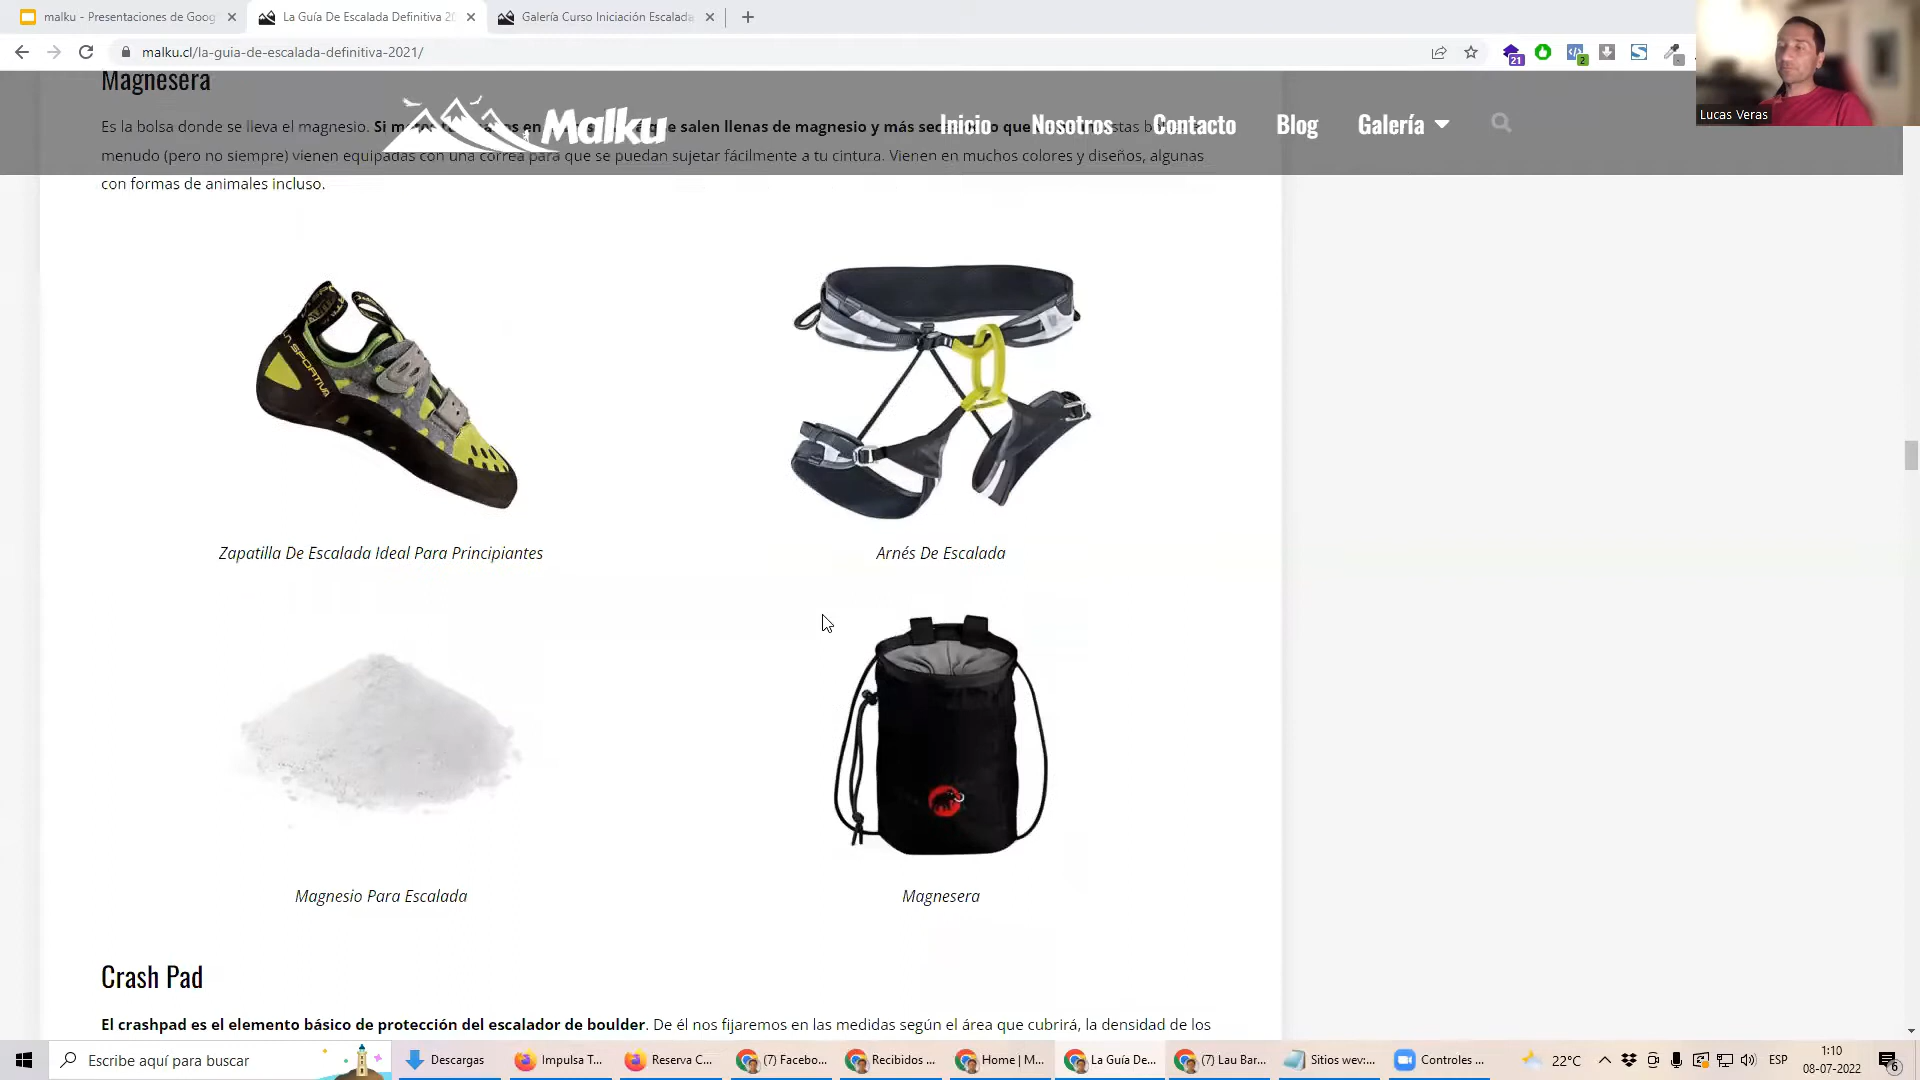 malku - Presentaciones de Goog
La Guía De Escalada Definitiva 20
Galería Curso Iniciación Escalada
malku.cl/la-guia-de-escalada-definitiva-2021/
21
2
Lucas Veras
Magnesera
Malku
Inicio
Nosotros
Contacto
Blog
Galería
Es la bolsa donde se lleva el magnesio. Si que salen llenas de magnesio y más
menudo (pero no siempre) vienen equipadas con una correa para que se puedan sujetar fácilmente a tu cintura. Vienen en muchos colores y diseños, algunas
con formas de animales incluso.
LA SPORTIVA
Zapatilla De Escalada Ideal Para Principiantes
Arnés De Escalada
Magnesio Para Escalada
Magnesera
Crash Pad
El crashpad es el elemento básico de protección del escalador de boulder. De él nos fijaremos en las medidas según el área que cubrirá, la densidad de los
Escribe aquí para buscar
Descargas
Impulsa T...
Reserva C...
(7) Facebo...
Recibidos ...
Home | M...
La Guía De...
(7) Lau Bar...
Sitios wev:...
Controles ...
22°C
ESP
1:10
08-07-2022
6